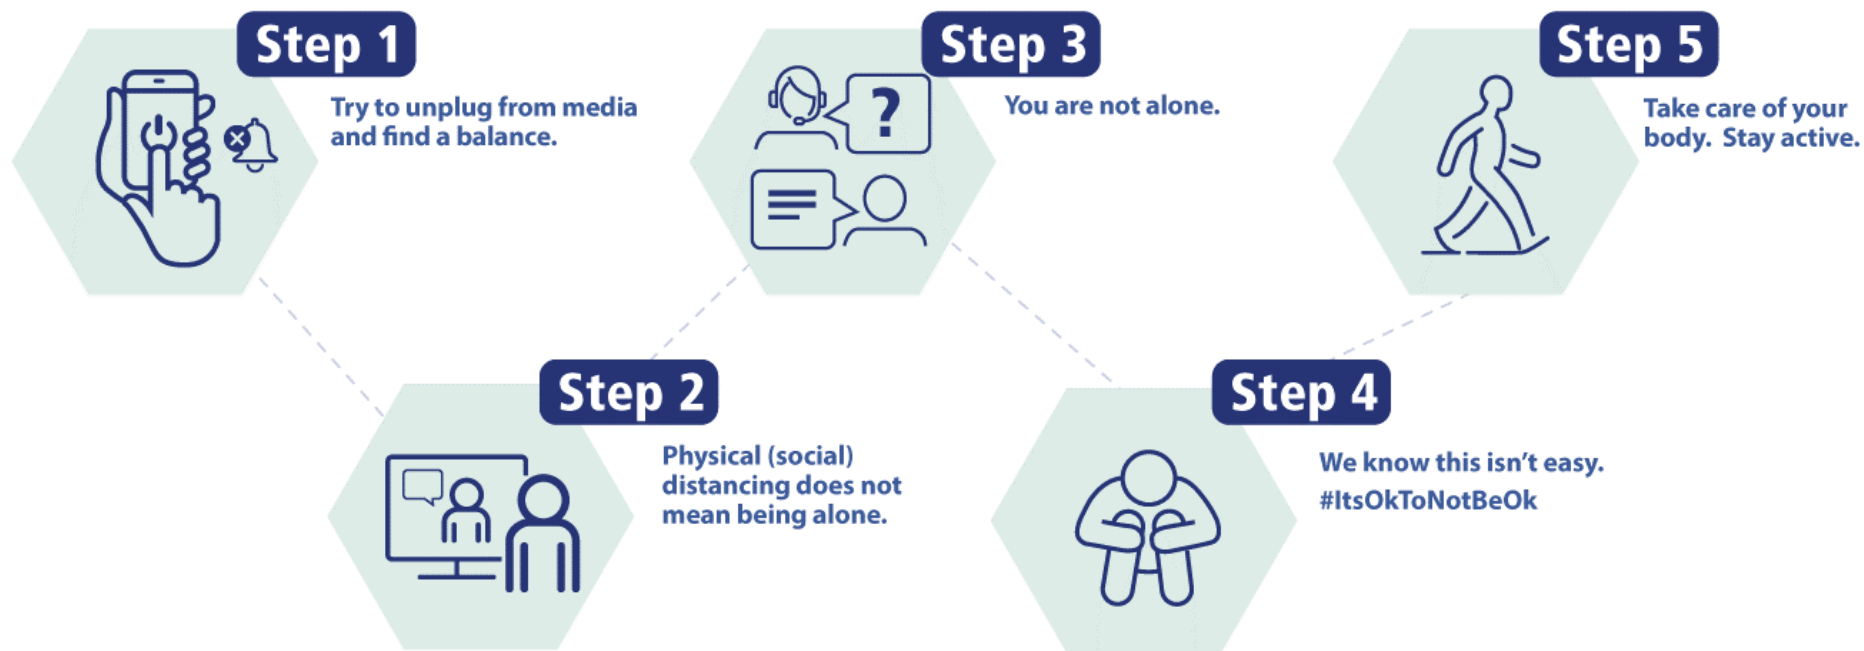 Step 1
Try to unplug from media
and find a balance.
Step 2
Physical (social)
distancing does not
mean being alone.
Step 3
?
You are not alone.
Step 4
We know this isn't easy.
#ItsOkToNotBeOk
Step 5
Take care of your
body.  Stay active.